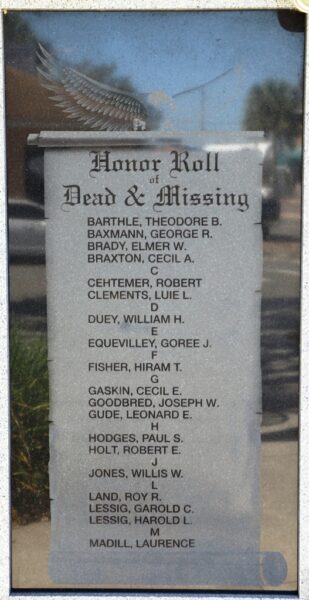 Honor Roll
of
Dead & Missing
BARTHLE, THEODORE B.
BAXMANN, GEORGE R.
BRADY, ELMER W.
BRAXTON, CECIL A.
C
CEHTEMER, ROBERT
CLEMENTS, LUIE L.
D
DUEY, WILLIAM H.
E
EQUEVILLEY, GOREE J.
F
FISHER, HIRAM T.
G
GASKIN, CECIL E.
GOODBRED, JOSEPH W.
GUDE, LEONARD E.
H
HODGES, PAUL S.
HOLT, ROBERT E.
J
JONES, WILLIS W.
L
LAND, ROY R.
LESSIG, GAROLD C.
LESSIG, HAROLD L.
M
MADILL, LAURENCE